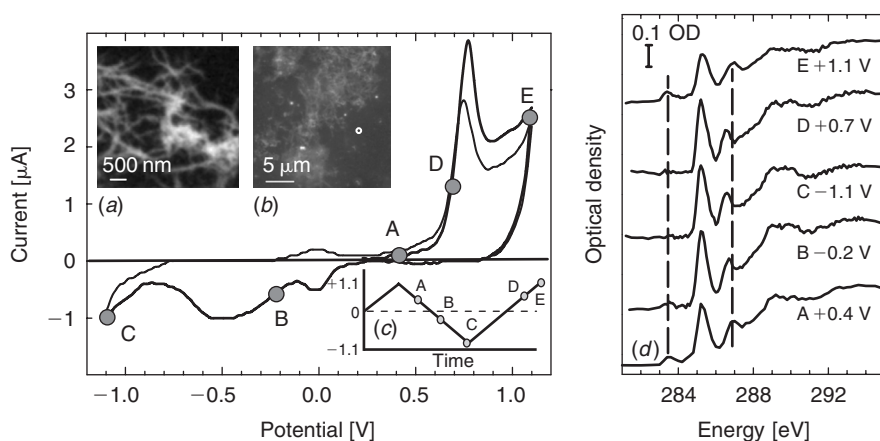 Current [µA]
3
2
1
0
−1
−1.0
−0.5
0.0
0.5
1.0
Potential [V]
500 nm
(a)
5 µm
(b)
A
B
C
D
E
+1.1
0
−1.1
A
B
C
D
E
(c)
Time
0.1 OD
E +1.1 V
D +0.7 V
C −1.1 V
B −0.2 V
A +0.4 V
(d)
Optical density
284
288
292
Energy [eV]